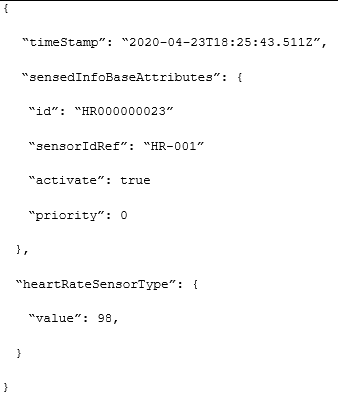 {
“timeStamp”: “2020-04-23T18:25:43.511Z”,
“sensedInfoBaseAttributes”: {
“id”: “HR000000023”
“sensorIdRef”: “HR-001”
“activate”: true
“priority”: 0
},
“heartRateSensorType”: {
“value”: 98,
}
}